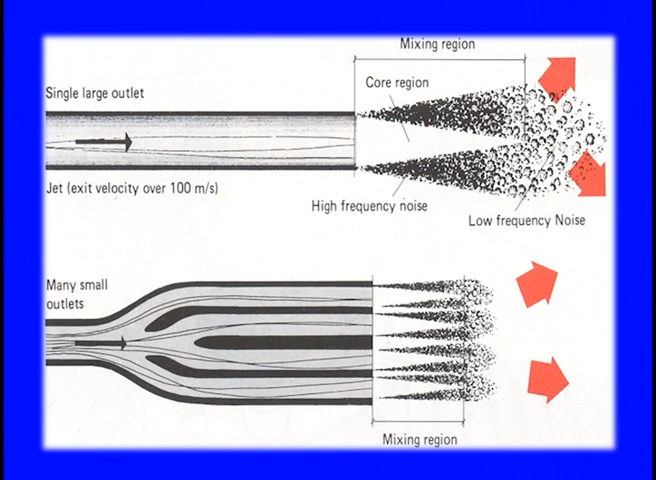 Mixing region
Core region
Single large outlet
Jet (exit velocity over 100 m/s)
High frequency noise
Low frequency Noise
Many small
outlets
Mixing region